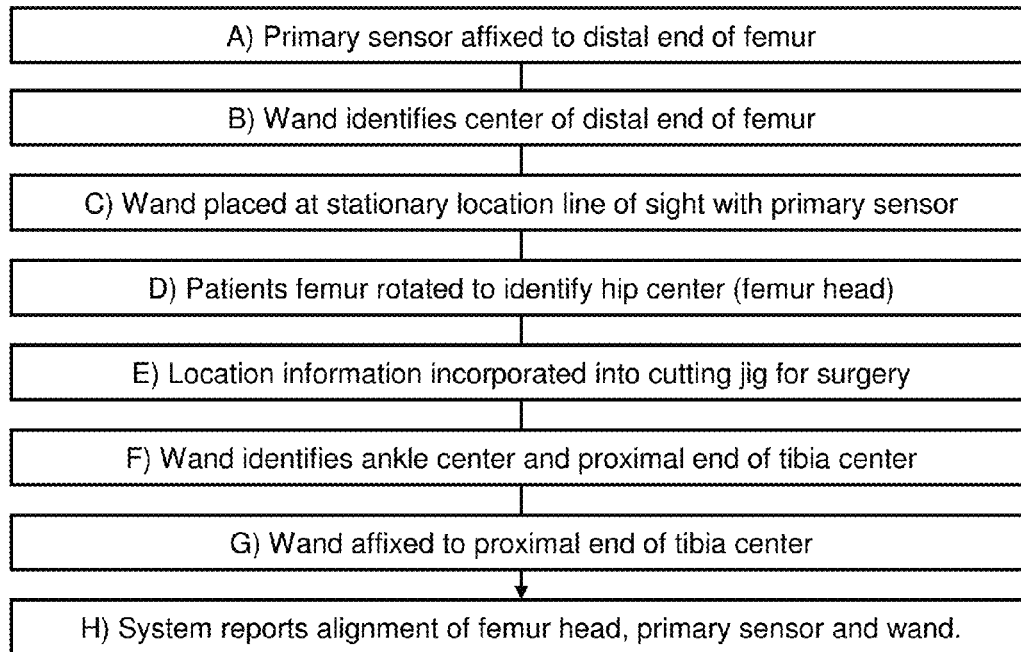 A) Primary sensor affixed to distal end of femur
B) Wand identifies center of distal end of femur
C) Wand placed at stationary location line of sight with primary sensor
D) Patients femur rotated to identify hip center (femur head)
E) Location information incorporated into cutting jig for surgery
F) Wand identifies ankle center and proximal end of tibia center
G) Wand affixed to proximal end of tibia center
H) System reports alignment of femur head, primary sensor and wand.